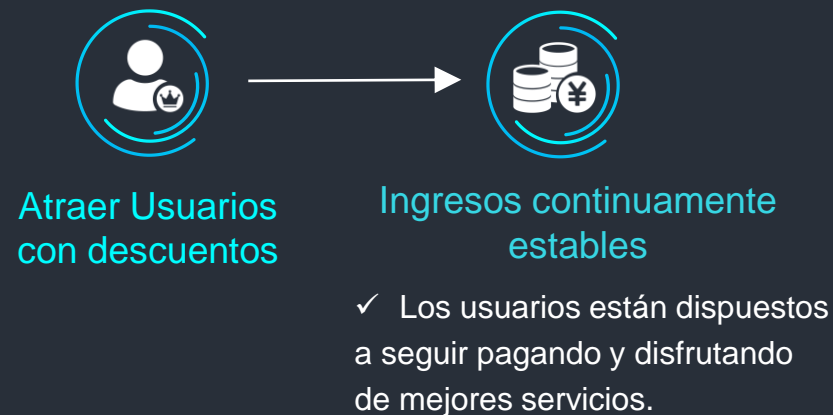 Atraer Usuarios
con descuentos
Ingresos continuamente
estables
✓ Los usuarios están dispuestos
a seguir pagando y disfrutando
de mejores servicios.